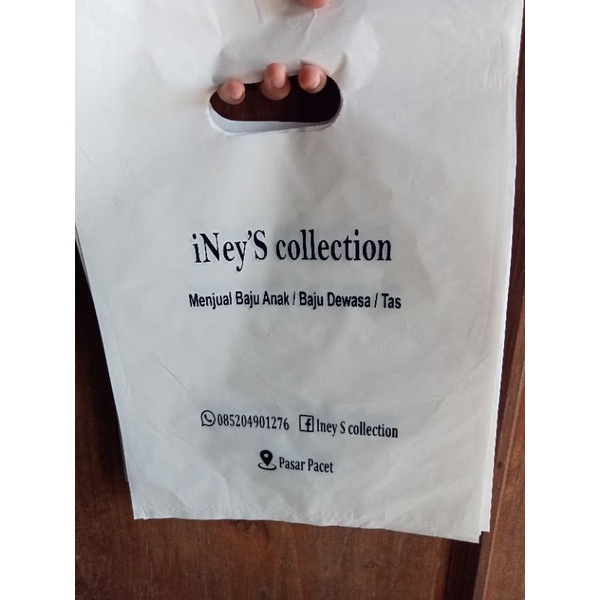 iNey'S collection
Menjual Baju Anak / Baju Dewasa / Tas
085204901276 Iney S collection
Pasar Pacet